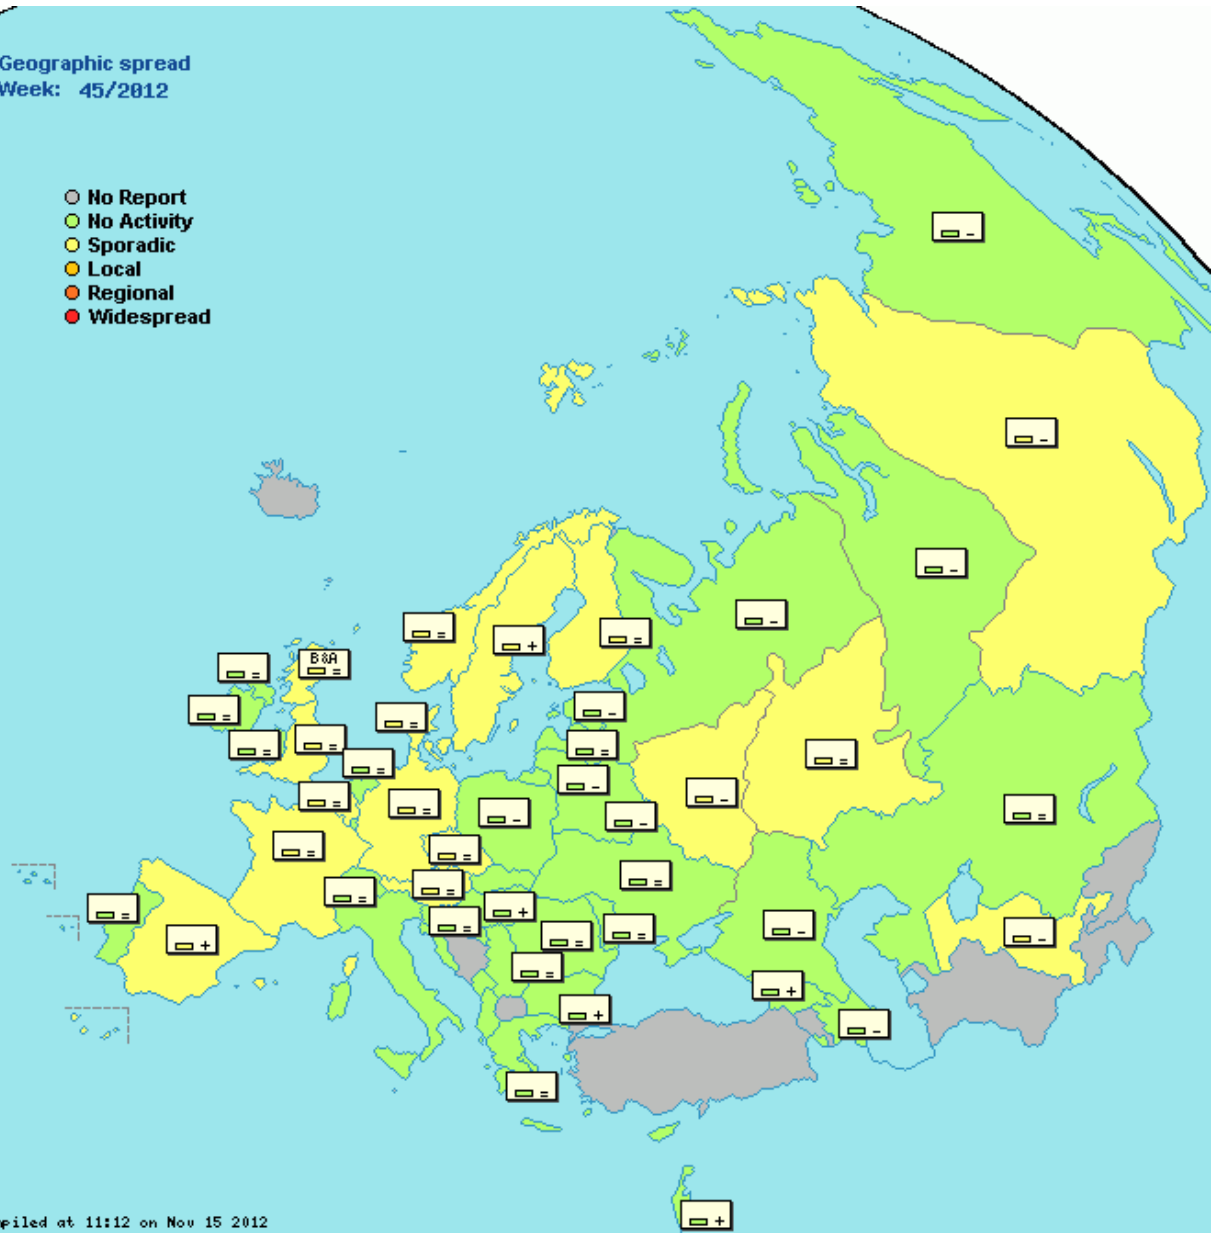 Geographic spread
Week: 45/2012
No Report
No Activity
Sporadic
Local
Regional
Widespread
- 
-
-
-
= + =
= B&A =
= = -
= = = =
= = -
= = - - =
= = =
= = + =
= + = = = - -
=
+ +
-
=
+
piled at 11:12 on Nov 15 2012